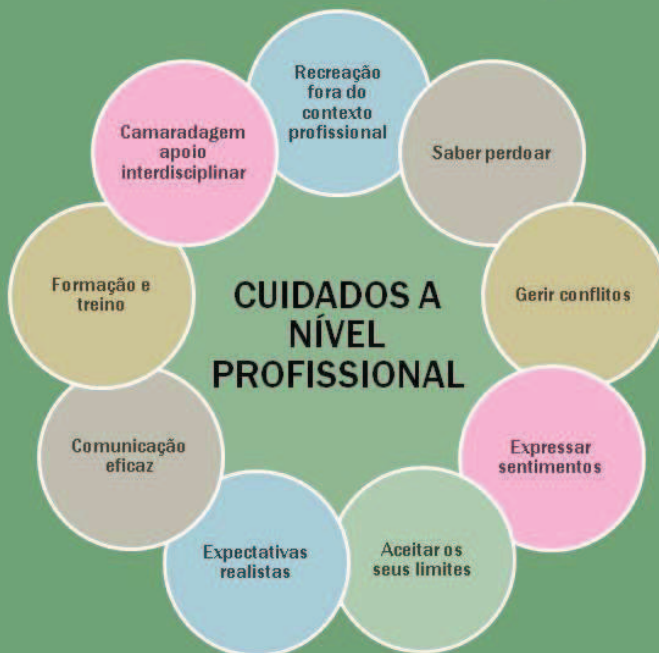 Recreação
fora do
contexto
profissional
Saber perdoar
Gerir conflitos
Expressar
sentimentos
Aceitar os
seus limites
Expectativas
realistas
Comunicação
eficaz
Formação e
treino
Camaradagem
apoio
interdisciplinar
CUIDADOS A
NÍVEL
PROFISSIONAL